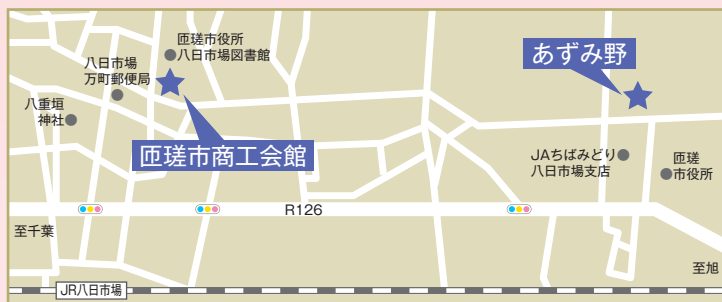 匝瑳市役所
八日市場図書館
八日市場
万町郵便局
八重垣
神社
匝瑳市商工会館
あずみ野
JAちばみどり
八日市場支店
匝瑳
市役所
R126
至千葉
至旭
JR八日市場